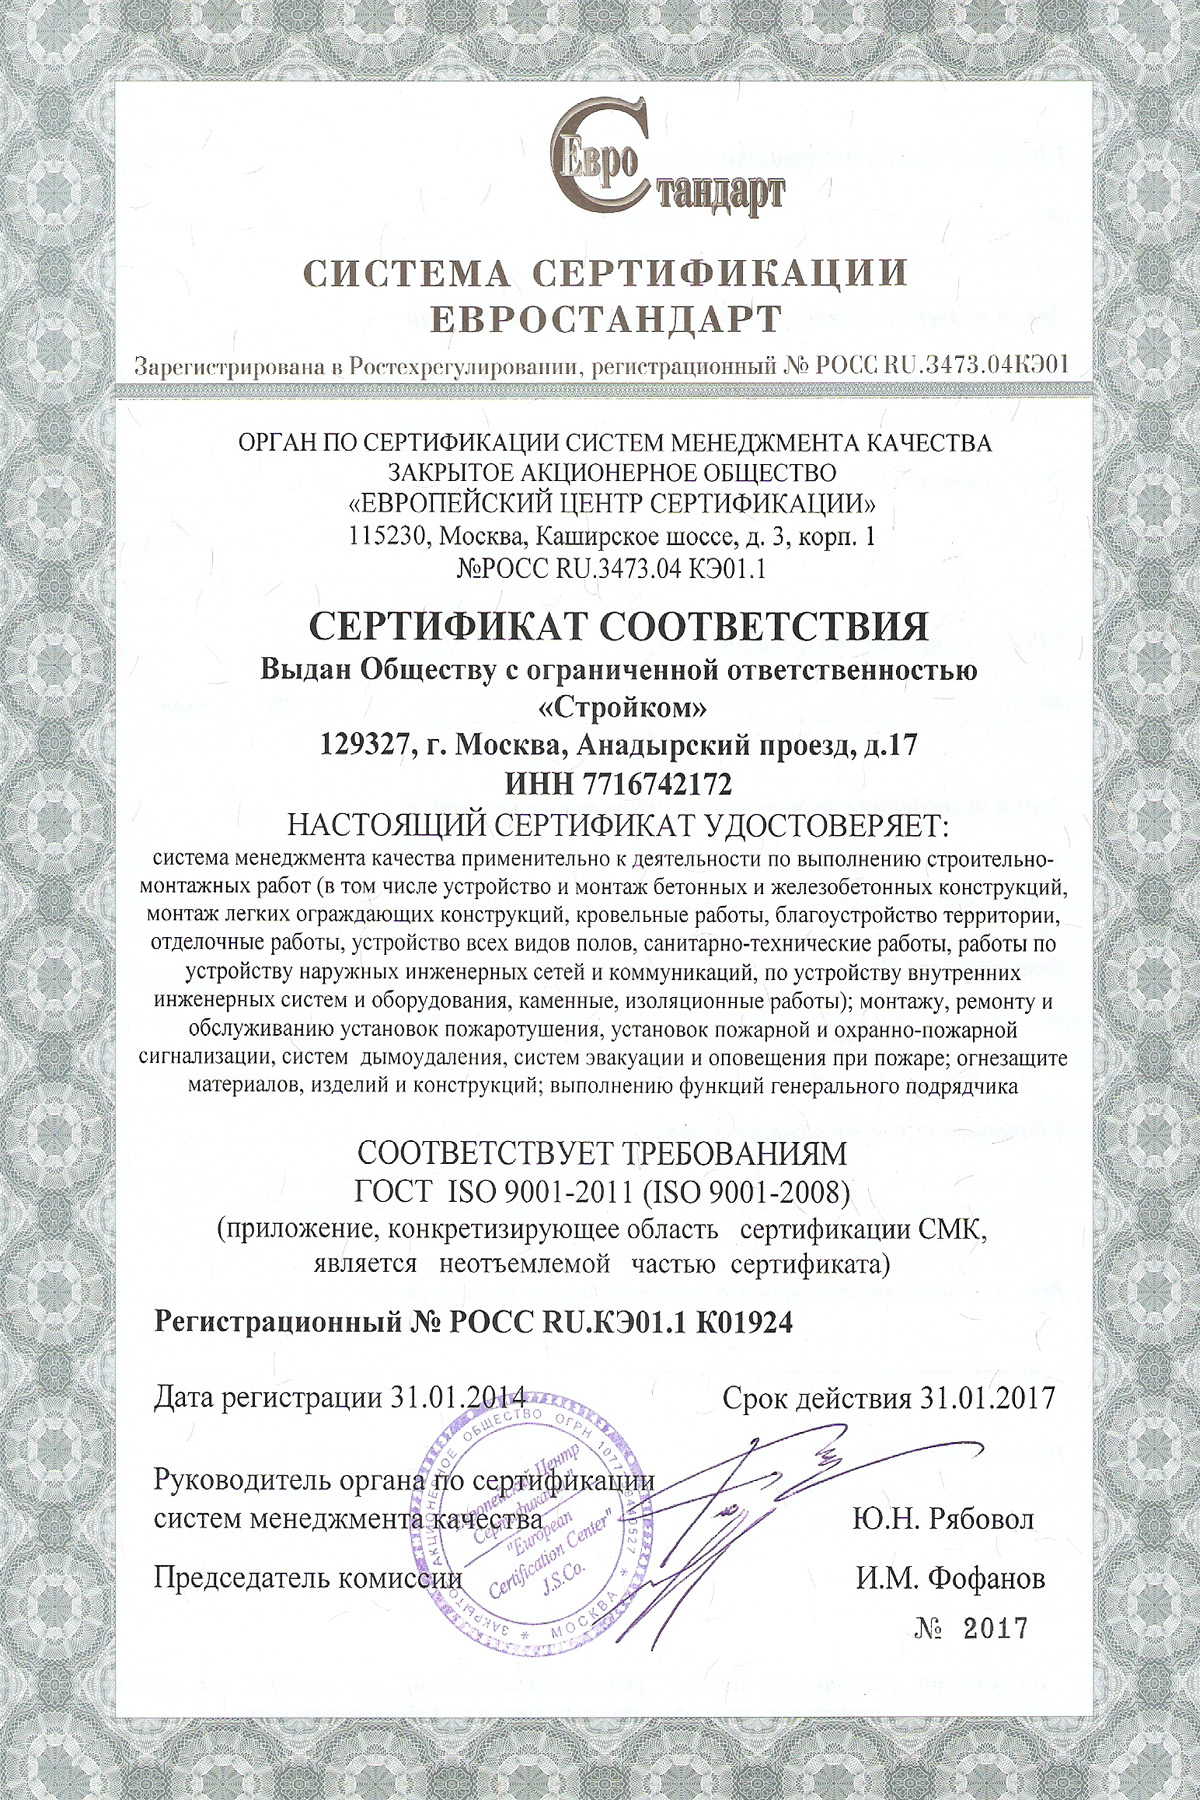 Евро
Стандарт
СИСТЕМА СЕРТИФИКАЦИИ
ЕВРОСТАНДАРТ
Зарегистрирована в Ростехрегулировании, регистрационный № РОСС RU.З473.04КЭ01
ОРГАН ПО СЕРТИФИКАЦИИ СИСТЕМ МЕНЕДЖМЕНТА КАЧЕСТВА
ЗАКРЫТОЕ АКЦИОНЕРНОЕ ОБЩЕСТВО
«ЕВРОПЕЙСКИЙ ЦЕНТР СЕРТИФИКАЦИИ»
115230, Москва, Каширское шоссе, д. 3, корп. 1
№РОСС RU.3473.04 КЭ01.1
СЕРТИФИКАТ СООТВЕТСТВИЯ
Выдан Обществу с ограниченной ответственностью
«Стройком»
129327, г. Москва, Анадырский проезд, д.17
ИНН 7716742172
НАСТОЯЩИЙ СЕРТИФИКАТ УДОСТОВЕРЯЕТ:
система менеджмента качества применительно к деятельности по выполнению строительно-
монтажных работ (в том числе устройство и монтаж бетонных и железобетонных конструкций,
монтаж легких ограждающих конструкций, кровельные работы, благоустройство территории,
отделочные работы, устройство всех видов полов, санитарно-технические работы, работы по
устройству наружных инженерных сетей и коммуникаций, по устройству внутренних
инженерных систем и оборудования, каменные, изоляционные работы); монтажу, ремонту и
обслуживанию установок пожаротушения, установок пожарной и охранно-пожарной
сигнализации, систем дымоудаления, систем эвакуации и оповещения при пожаре; огнезащите
материалов, изделий и конструкций; выполнению функций генерального подрядчика
СООТВЕТСТВУЕТ ТРЕБОВАНИЯМ
ГОСТ ISO 9001-2011 (ISO 9001-2008)
(приложение, конкретизирующее область сертификации СМК,
является неотъемлемой частью сертификата)
Регистрационный № РОСС RU.КЭ01.1 К01924
Дата регистрации 31.01.2014 Срок действия 31.01.2017
Руководитель органа по сертификации
систем менеджмента качества Ю.Н. Рябовол
Председатель комиссии И.М. Фофанов
№ 2017
АКЦИОНЕРНОЕ ОБЩЕСТВО ОГРН
МОСКВА
Европейский Центр
Сертификации"
"European
Certification Center"
J.S.Co.